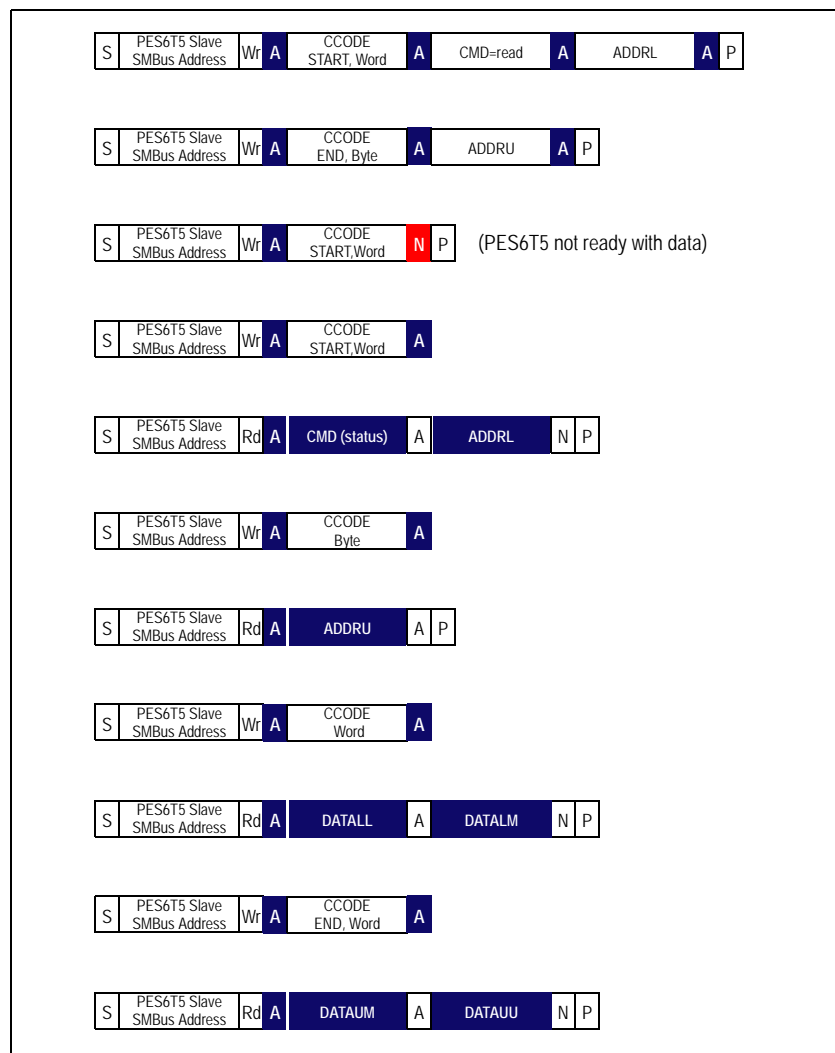 S PES6T5 Slave SMBus Address Wr A CCODE START, Word A CMD=read A ADDRL A P
S PES6T5 Slave SMBus Address Wr A CCODE END, Byte A ADDRU A P
S PES6T5 Slave SMBus Address Wr A CCODE START,Word N P (PES6T5 not ready with data)
S PES6T5 Slave SMBus Address Wr A CCODE START,Word A
S PES6T5 Slave SMBus Address Rd A CMD (status) A ADDRL N P
S PES6T5 Slave SMBus Address Wr A CCODE Byte A
S PES6T5 Slave SMBus Address Rd A ADDRU A P
S PES6T5 Slave SMBus Address Wr A CCODE Word A
S PES6T5 Slave SMBus Address Rd A DATALL A DATALM N P
S PES6T5 Slave SMBus Address Wr A CCODE END, Word A
S PES6T5 Slave SMBus Address Rd A DATAUM A DATAUU N P